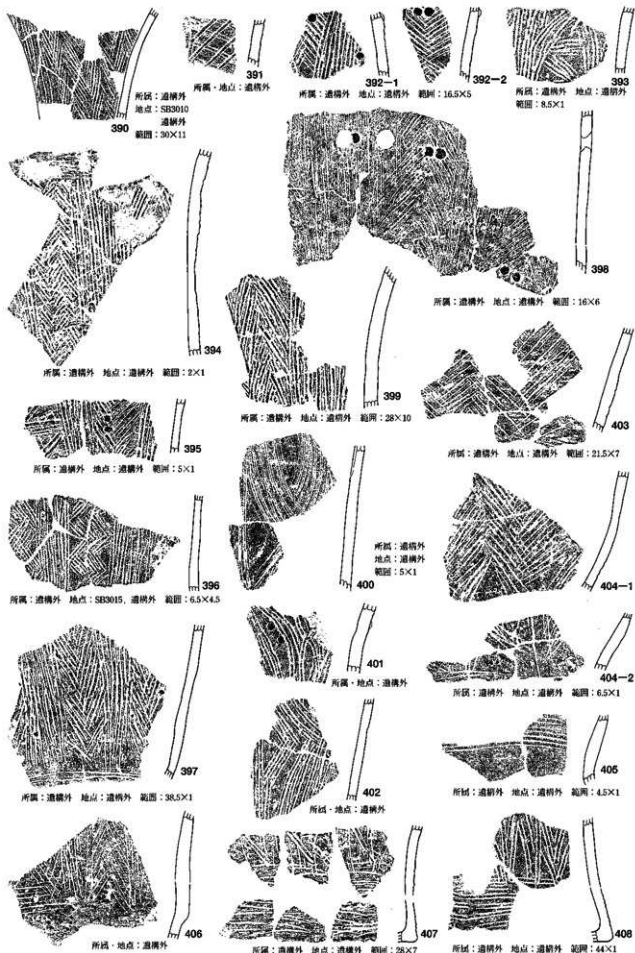 390
所属：遺構外
地点：SB3010
遺構外
範囲：30×11
391
所属・地点：遺構外
392－1
392－2
所属：遺構外 地点：遺構外 範囲：16.5×5
393
所属：遺構外 地点：遺構外
範囲：8.5×1
394
所属：遺構外 地点：遺構外 範囲：2×1
398
所属：遺構外 地点：遺構外 範囲：16×6
399
所属：遺構外 地点：遺構外 範囲：28×10
395
所属：遺構外 地点：遺構外 範囲：5×1
403
所属：遺構外 地点：遺構外 範囲：21.5×7
396
所属：遺構外 地点：SB3015、遺構外 範囲：6.5×4.5
400
所属：遺構外
地点：遺構外
範囲：5×1
404－1
401
所属・地点：遺構外
404－2
所属：遺構外 地点：遺構外 範囲：6.5×1
397
所属：遺構外 地点：遺構外 範囲：38.5×1
402
所属・地点：遺構外
405
所属：遺構外 地点：遺構外 範囲：4.5×1
406
所属・地点：遺構外
407
所属：遺構外 地点：遺構外 範囲：28×7
408
所属：遺構外 地点：遺構外 範囲：44×1